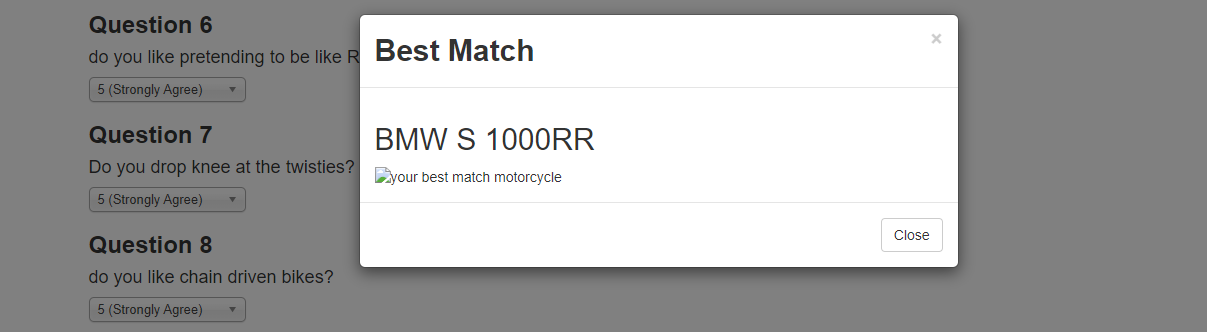 Question 6
do you like pretending to be like R
5 (Strongly Agree)
Question 7
Do you drop knee at the twisties?
5 (Strongly Agree)
Question 8
do you like chain driven bikes?
5 (Strongly Agree)
Best Match
×
BMW S 1000RR
your best match motorcycle
Close